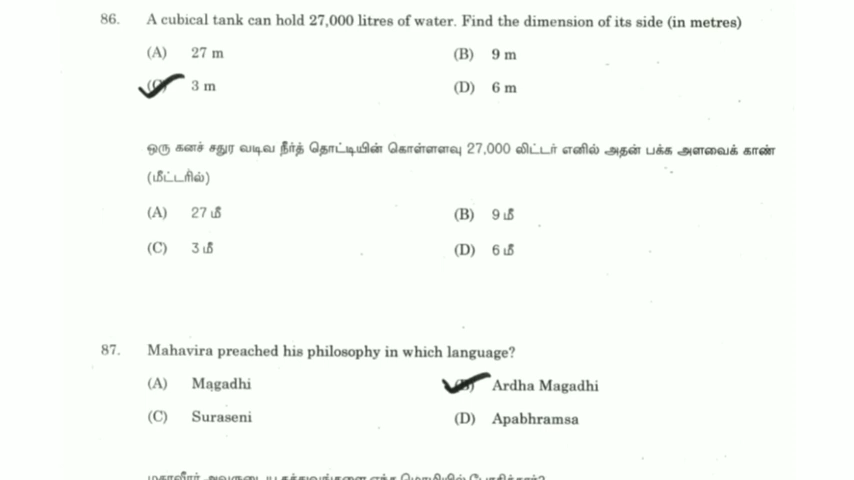 86. A cubical tank can hold 27,000 litres of water. Find the dimension of its side (in metres)
(A) 27 m (B) 9 m
3 m (D) 6 m
ஒரு கனச் சதுர வடிவ நீர்த் தொட்டியின் கொள்ளளவு 27,000 லிட்டர் எனில் அதன் பக்க அளவைக் காண்
(மீட்டரில்)
(A) 27 மீ (B) 9 மீ
(C) 3 மீ (D) 6 மீ
87. Mahavira preached his philosophy in which language?
(A) Magadhi Ardha Magadhi
(C) Suraseni (D) Apabhramsa